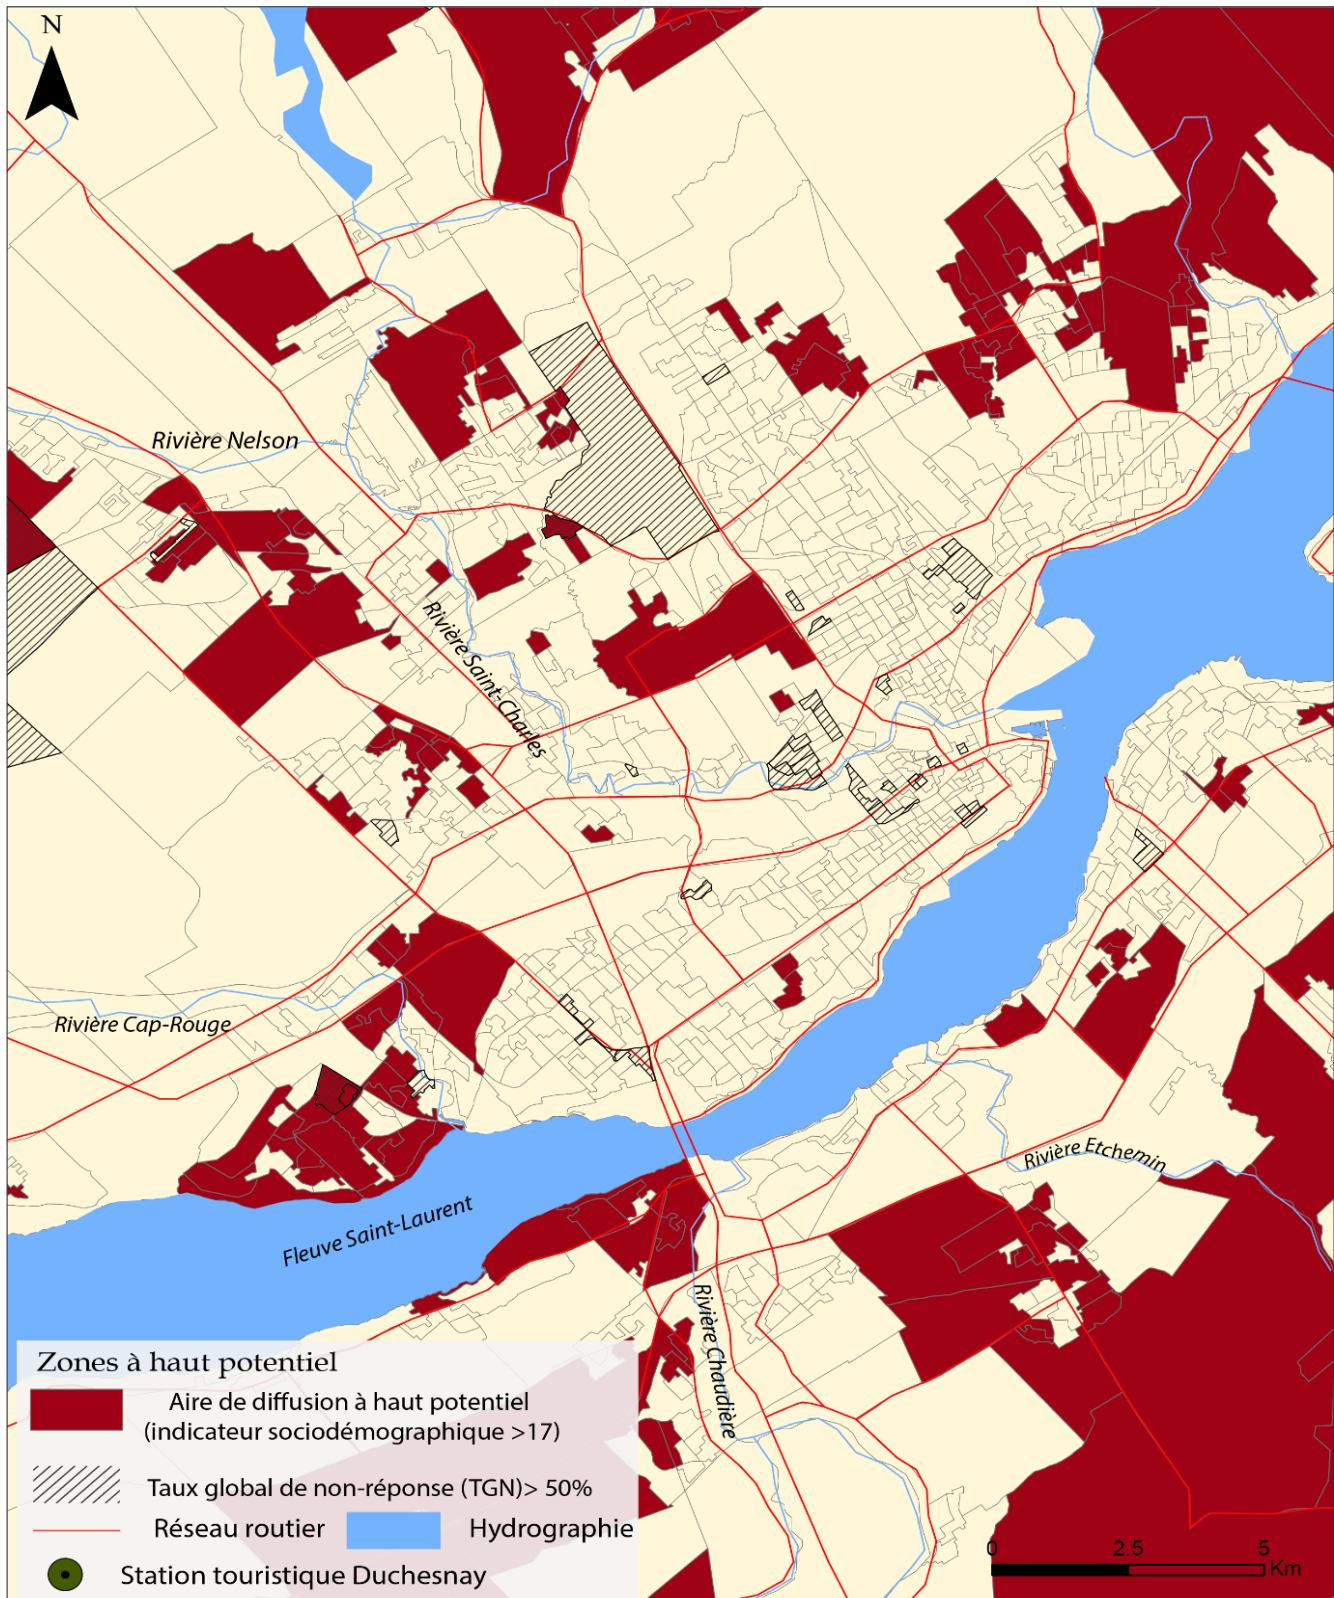 N
Rivière Nelson
Rivière Saint-Charles
Rivière Cap-Rouge
Rivière Etchemin
Fleuve Saint-Laurent
Rivière Chaudière
Zones à haut potentiel
Aire de diffusion à haut potentiel
(indicateur sociodémographique >17)
Taux global de non-réponse (TGN)> 50%
Réseau routier
Hydrographie
Station touristique Duchesnay
0 2.5 5
Km